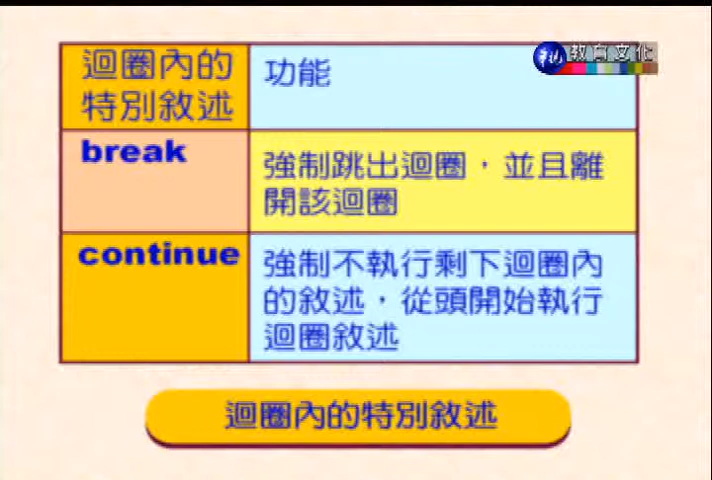 教育文化
迴圈內的
特別敘述
功能
break
強制跳出迴圈，並且離
開該迴圈
continue
強制不執行剩下迴圈內
的敘述，從頭開始執行
迴圈敘述
迴圈內的特別敘述